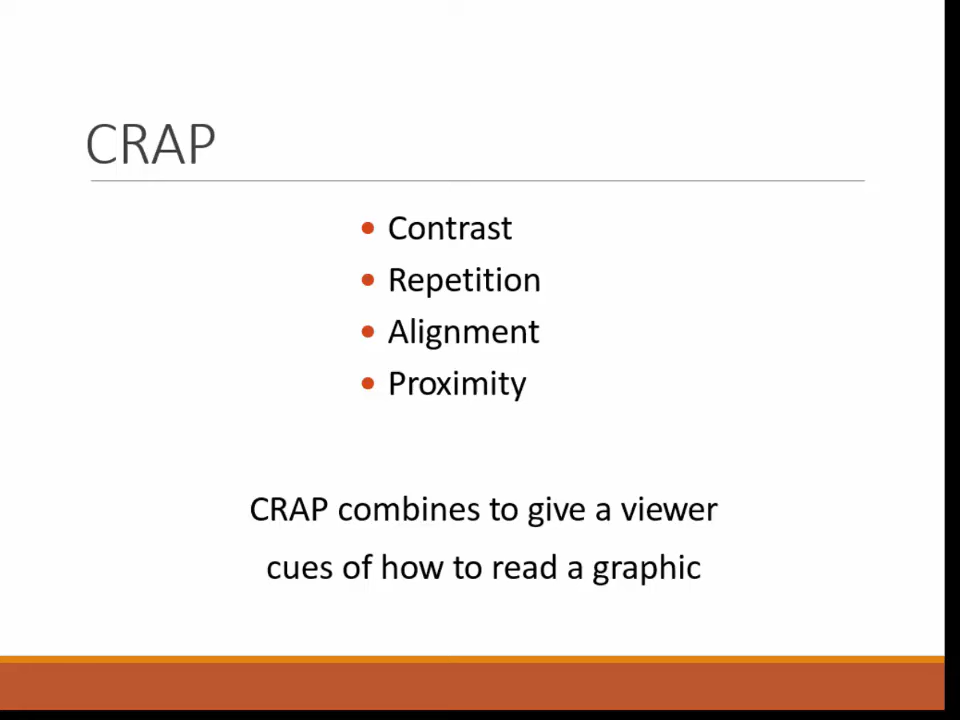 CRAP
• Contrast
• Repetition
• Alignment
• Proximity
CRAP combines to give a viewer
cues of how to read a graphic